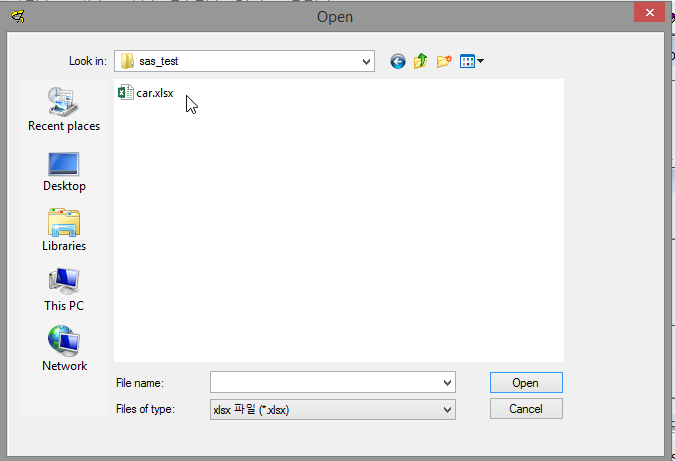 Open
Look in:
sas_test
car.xlsx
Recent places
Desktop
Libraries
This PC
Network
File name:
Open
Files of type:
xlsx 파일 (*.xlsx)
Cancel